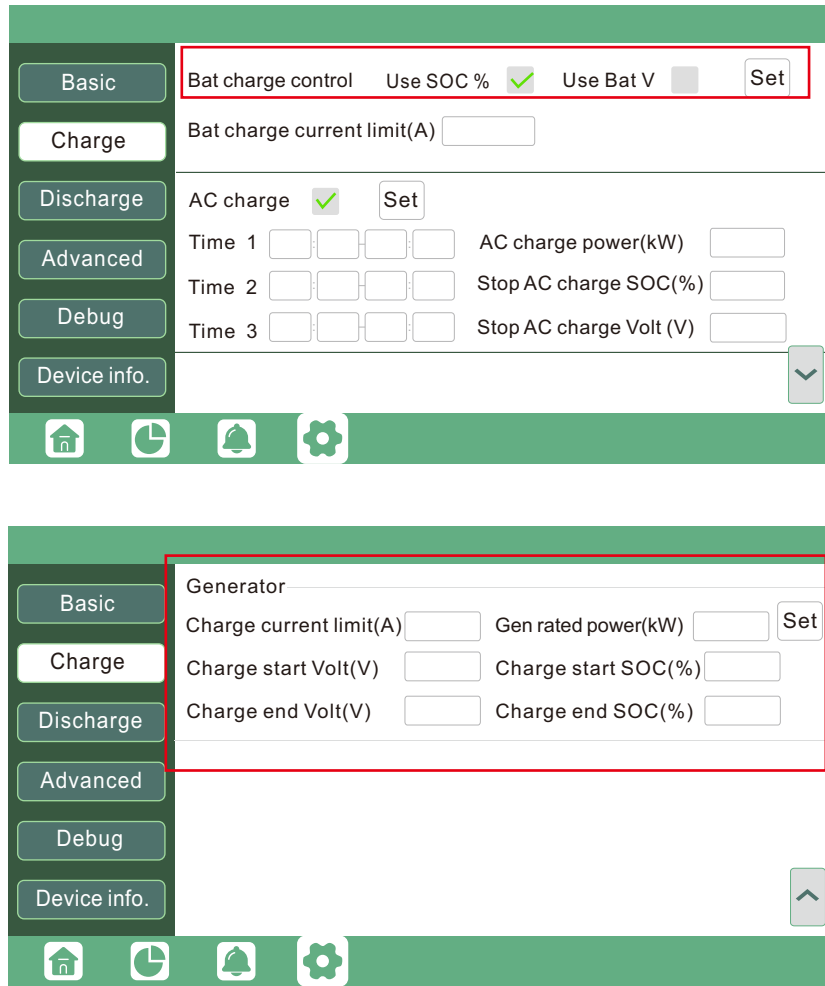 Basic
Charge
Discharge
Advanced
Debug
Device info.
Bat charge control Use SOC % Use Bat V Set
Bat charge current limit(A)
AC charge Set
Time 1 : - : AC charge power(kW)
Time 2 : - : Stop AC charge SOC(%)
Time 3 : - : Stop AC charge Volt (V)
Basic
Charge
Discharge
Advanced
Debug
Device info.
Generator
Charge current limit(A) Gen rated power(kW) Set
Charge start Volt(V) Charge start SOC(%)
Charge end Volt(V) Charge end SOC(%)